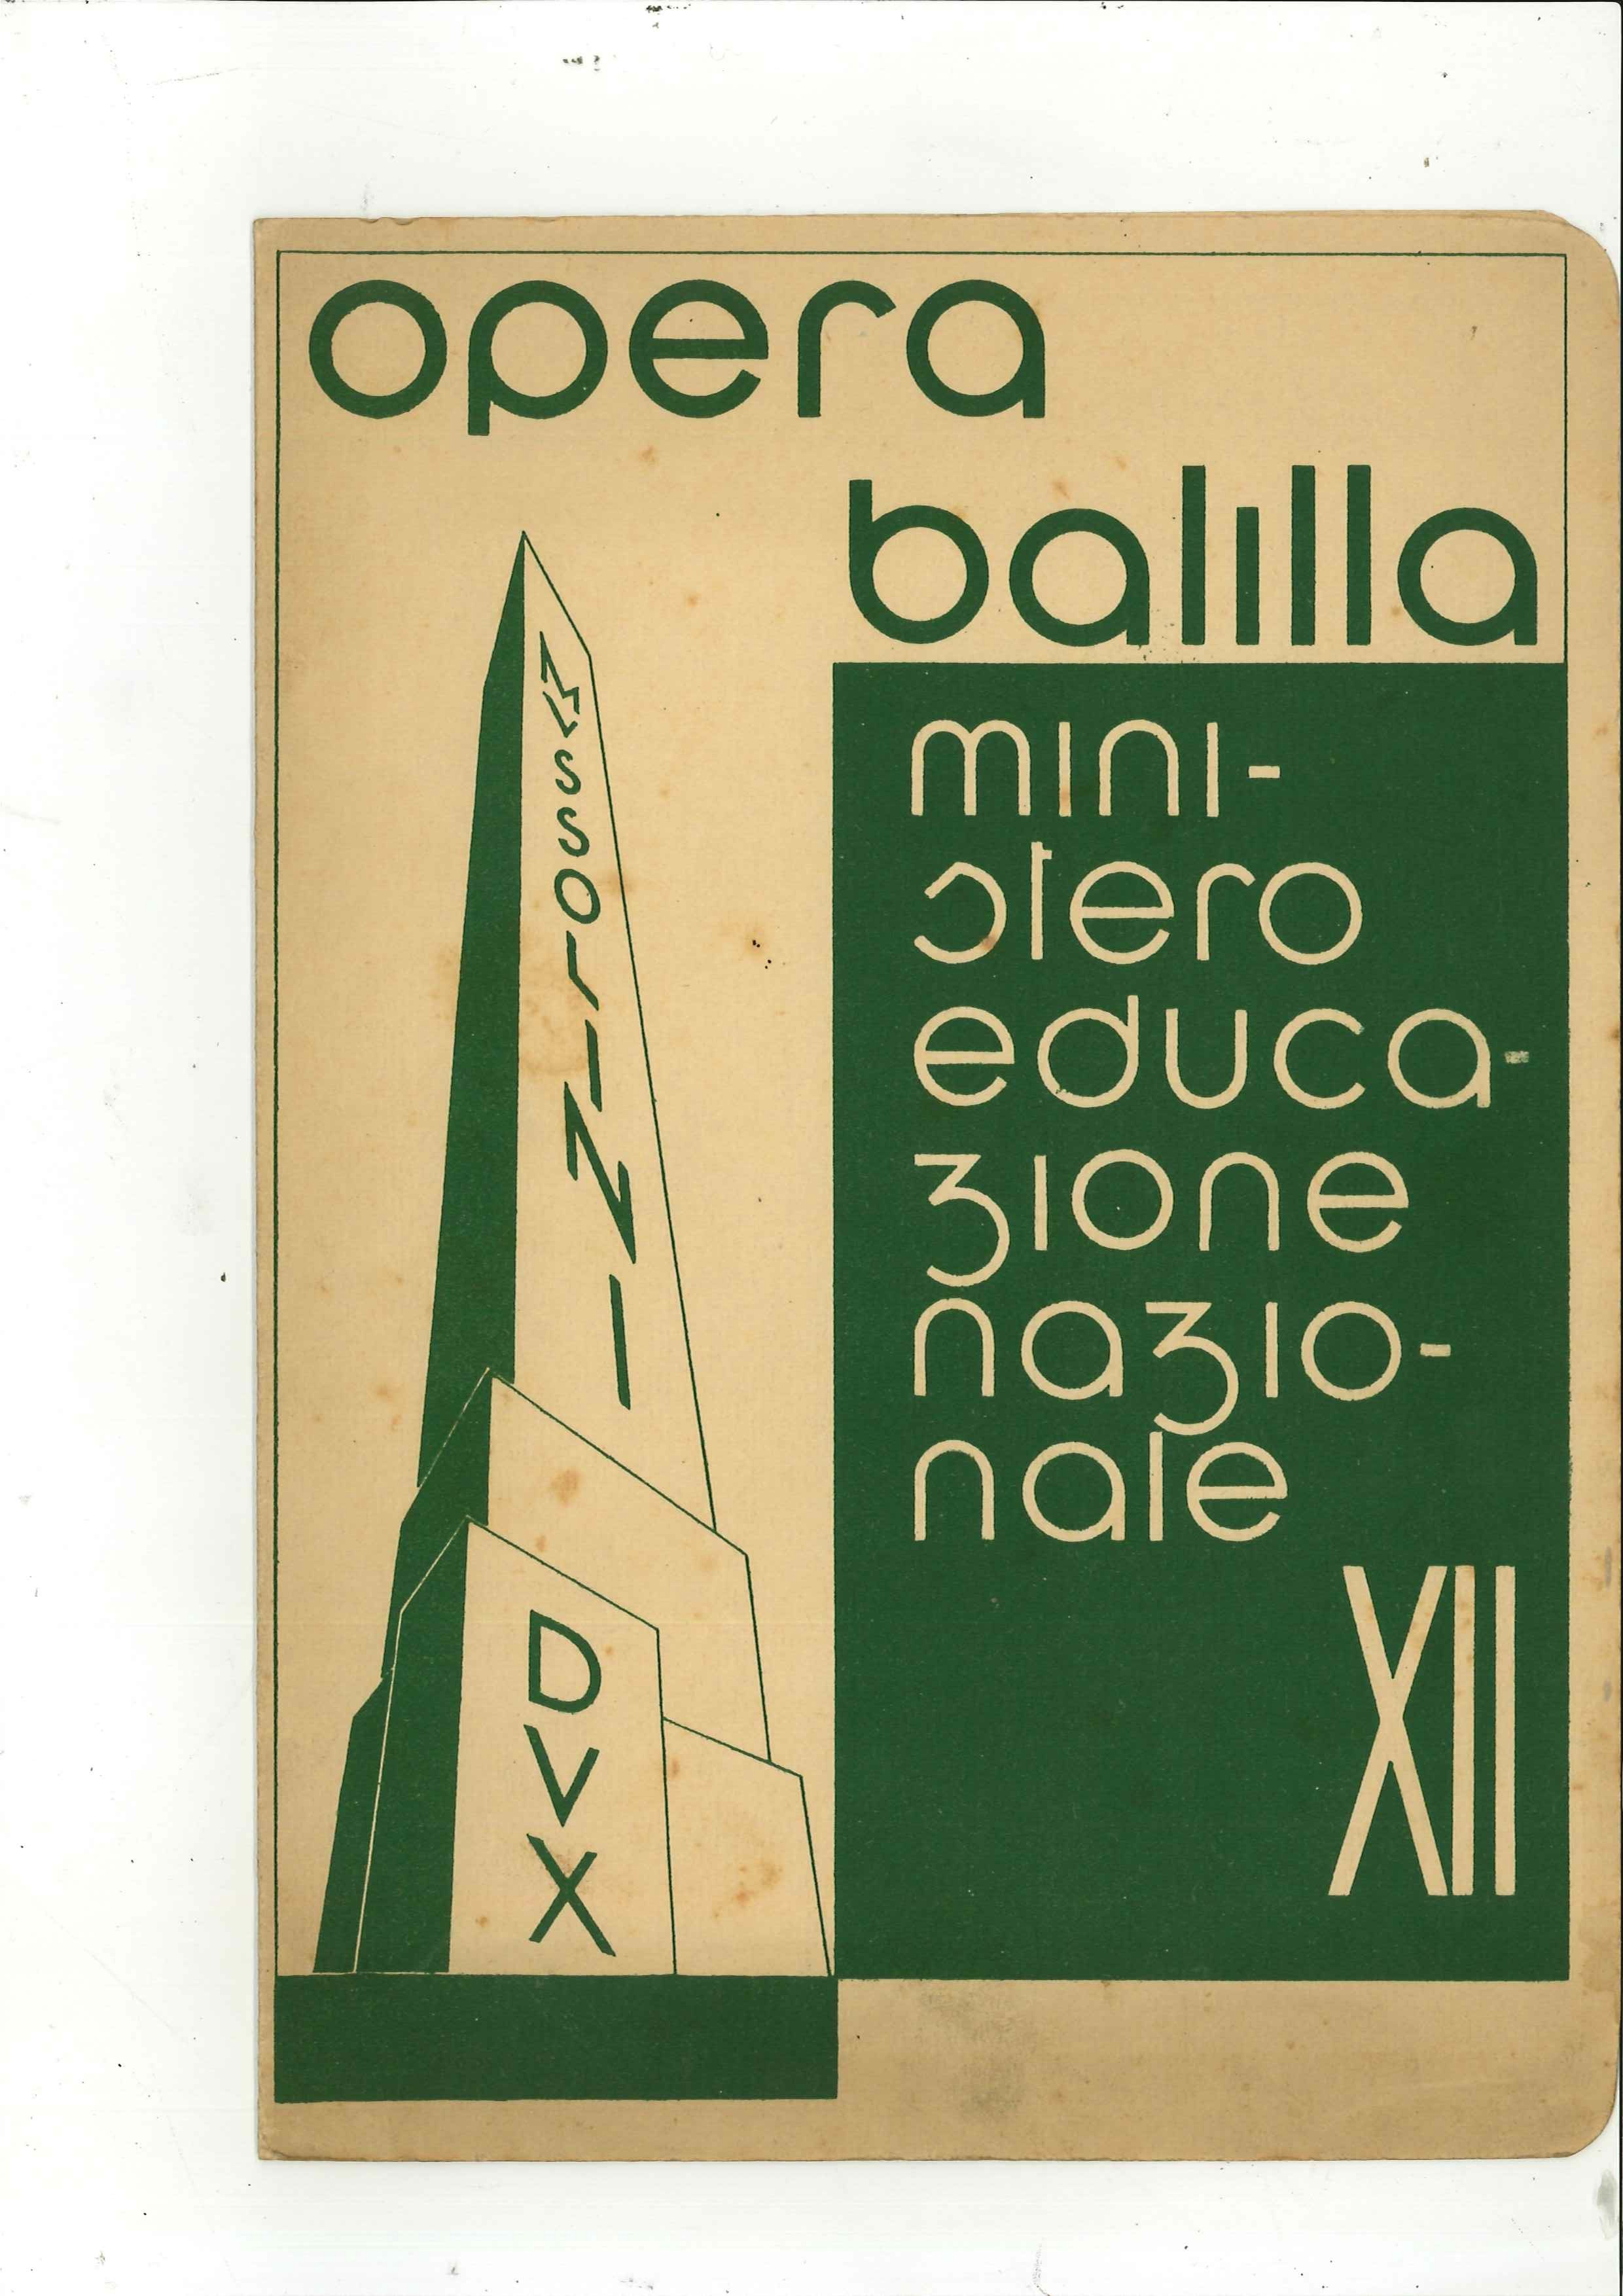 opera
balilla
mini-
stero
educa-
zione
nazio-
nale
XII
MVSSOLINI
DVX